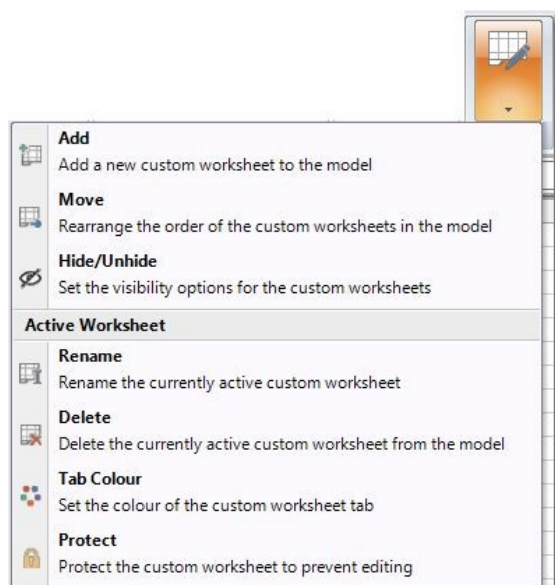 Add
Add a new custom worksheet to the model
Move
Rearrange the order of the custom worksheets in the model
Hide/Unhide
Set the visibility options for the custom worksheets
Active Worksheet
Rename
Rename the currently active custom worksheet
Delete
Delete the currently active custom worksheet from the model
Tab Colour
Set the colour of the custom worksheet tab
Protect
Protect the custom worksheet to prevent editing